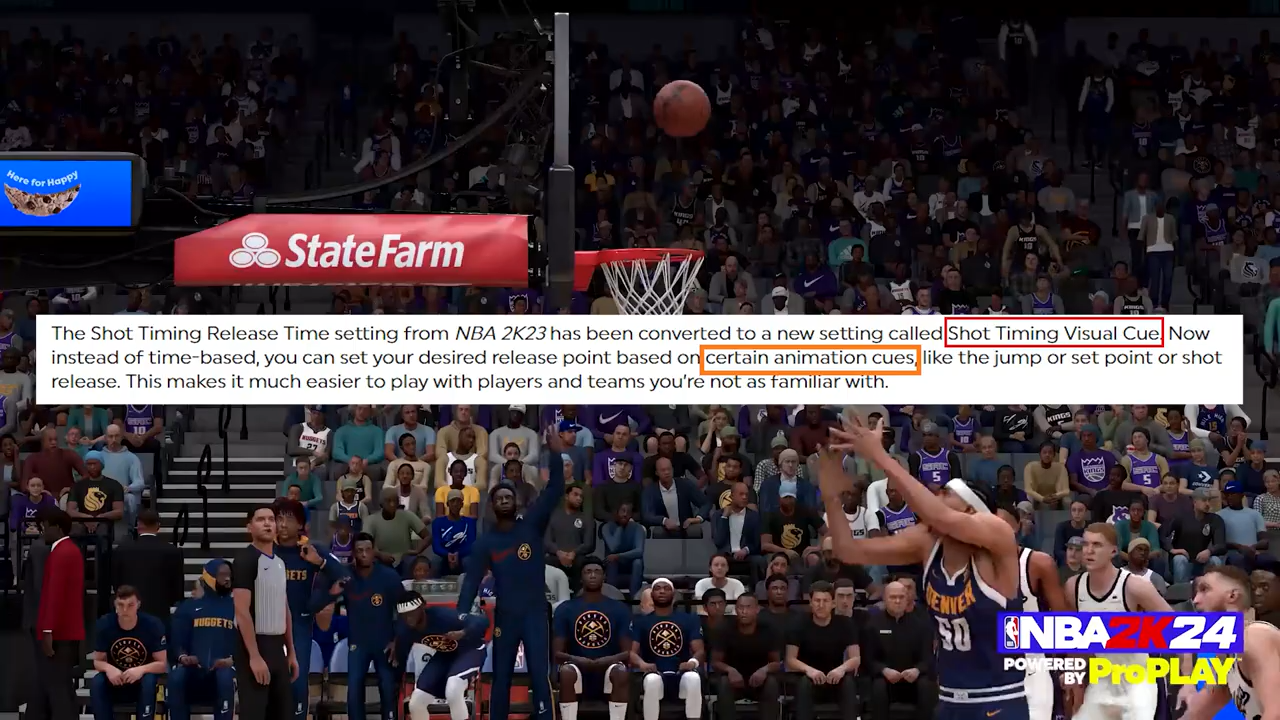 Here for Happy
StateFarm
The Shot Timing Release Time setting from NBA 2K23 has been converted to a new setting called Shot Timing Visual Cue. Now
instead of time-based, you can set your desired release point based on certain animation cues, like the jump or set point or shot
release. This makes it much easier to play with players and teams you're not as familiar with.
NUGGETS
DENVER
50
NBA2K24
POWERED
BY ProPLAY